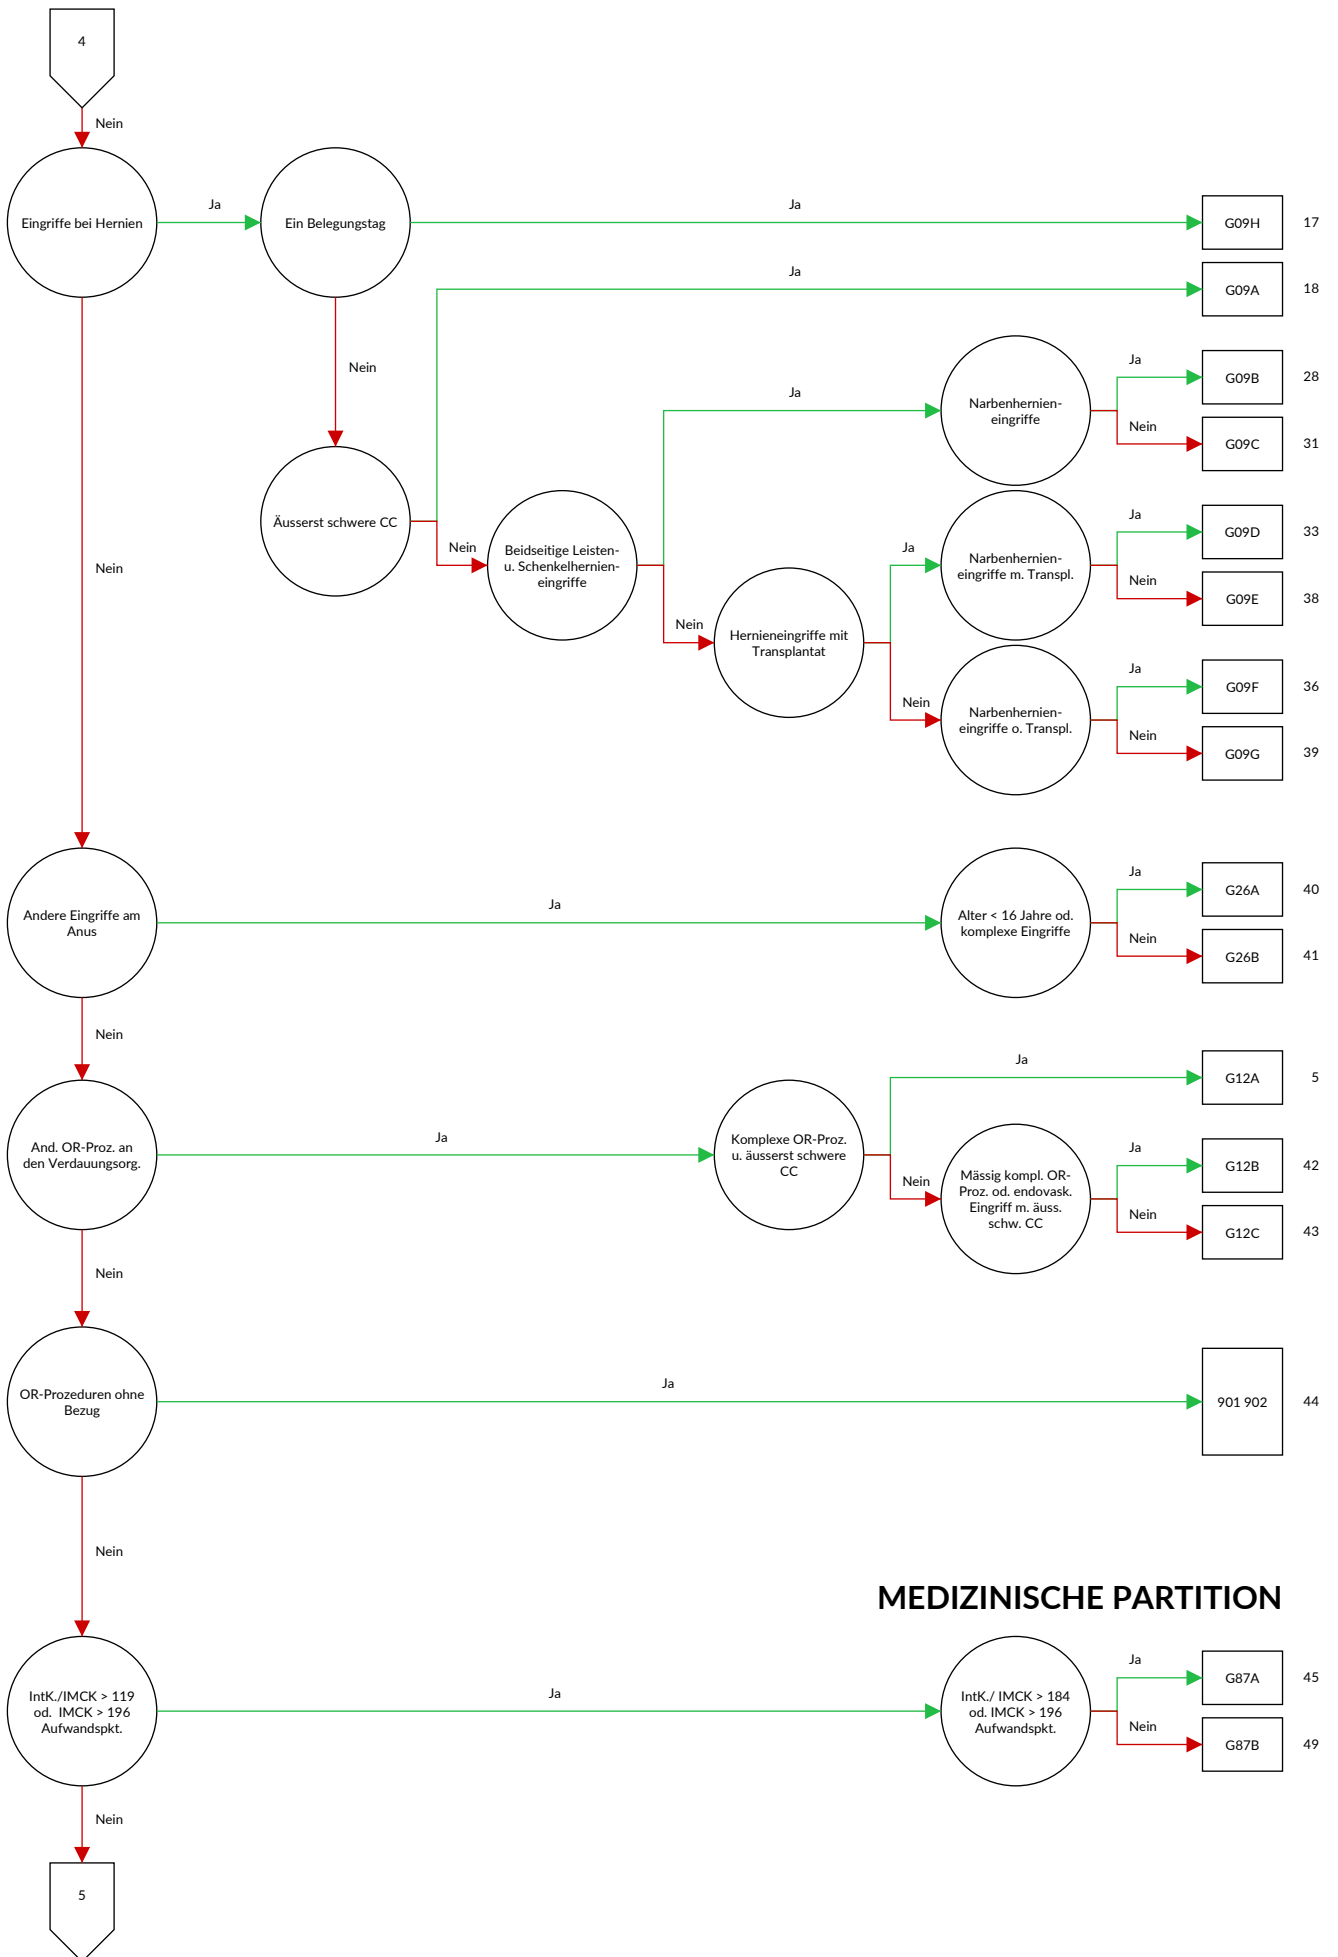 4
Nein
Eingriffe bei Hernien
Ja
Ein Belegungstag
Ja
G09H
17
Ja
G09A
18
Nein
Äusserst schwere CC
Nein
Beidseitige Leisten-
u. Schenkelhernien-
eingriffe
Ja
Narbenhernien-
eingriffe
Ja
G09B
28
Nein
G09C
31
Nein
Hernieneingriffe mit
Transplantat
Ja
Narbenhernien-
eingriffe m. Transpl.
Ja
G09D
33
Nein
G09E
38
Nein
Narbenhernien-
eingriffe o. Transpl.
Ja
G09F
36
Nein
G09G
39
Nein
Andere Eingriffe am
Anus
Ja
Alter < 16 Jahre od.
komplexe Eingriffe
Ja
G26A
40
Nein
G26B
41
Nein
And. OR-Proz. an
den Verdauungsorg.
Ja
Komplexe OR-Proz.
u. äusserst schwere
CC
Ja
G12A
5
Nein
Mässig kompl. OR-
Proz. od. endovask.
Eingriff m. äuss.
schw. CC
Ja
G12B
42
Nein
G12C
43
Nein
OR-Prozeduren ohne
Bezug
Ja
901 902
44
Nein
MEDIZINISCHE PARTITION
IntK./IMCK > 119
od. IMCK > 196
Aufwandspkt.
Ja
IntK./ IMCK > 184
od. IMCK > 196
Aufwandspkt.
Ja
G87A
45
Nein
G87B
49
Nein
5